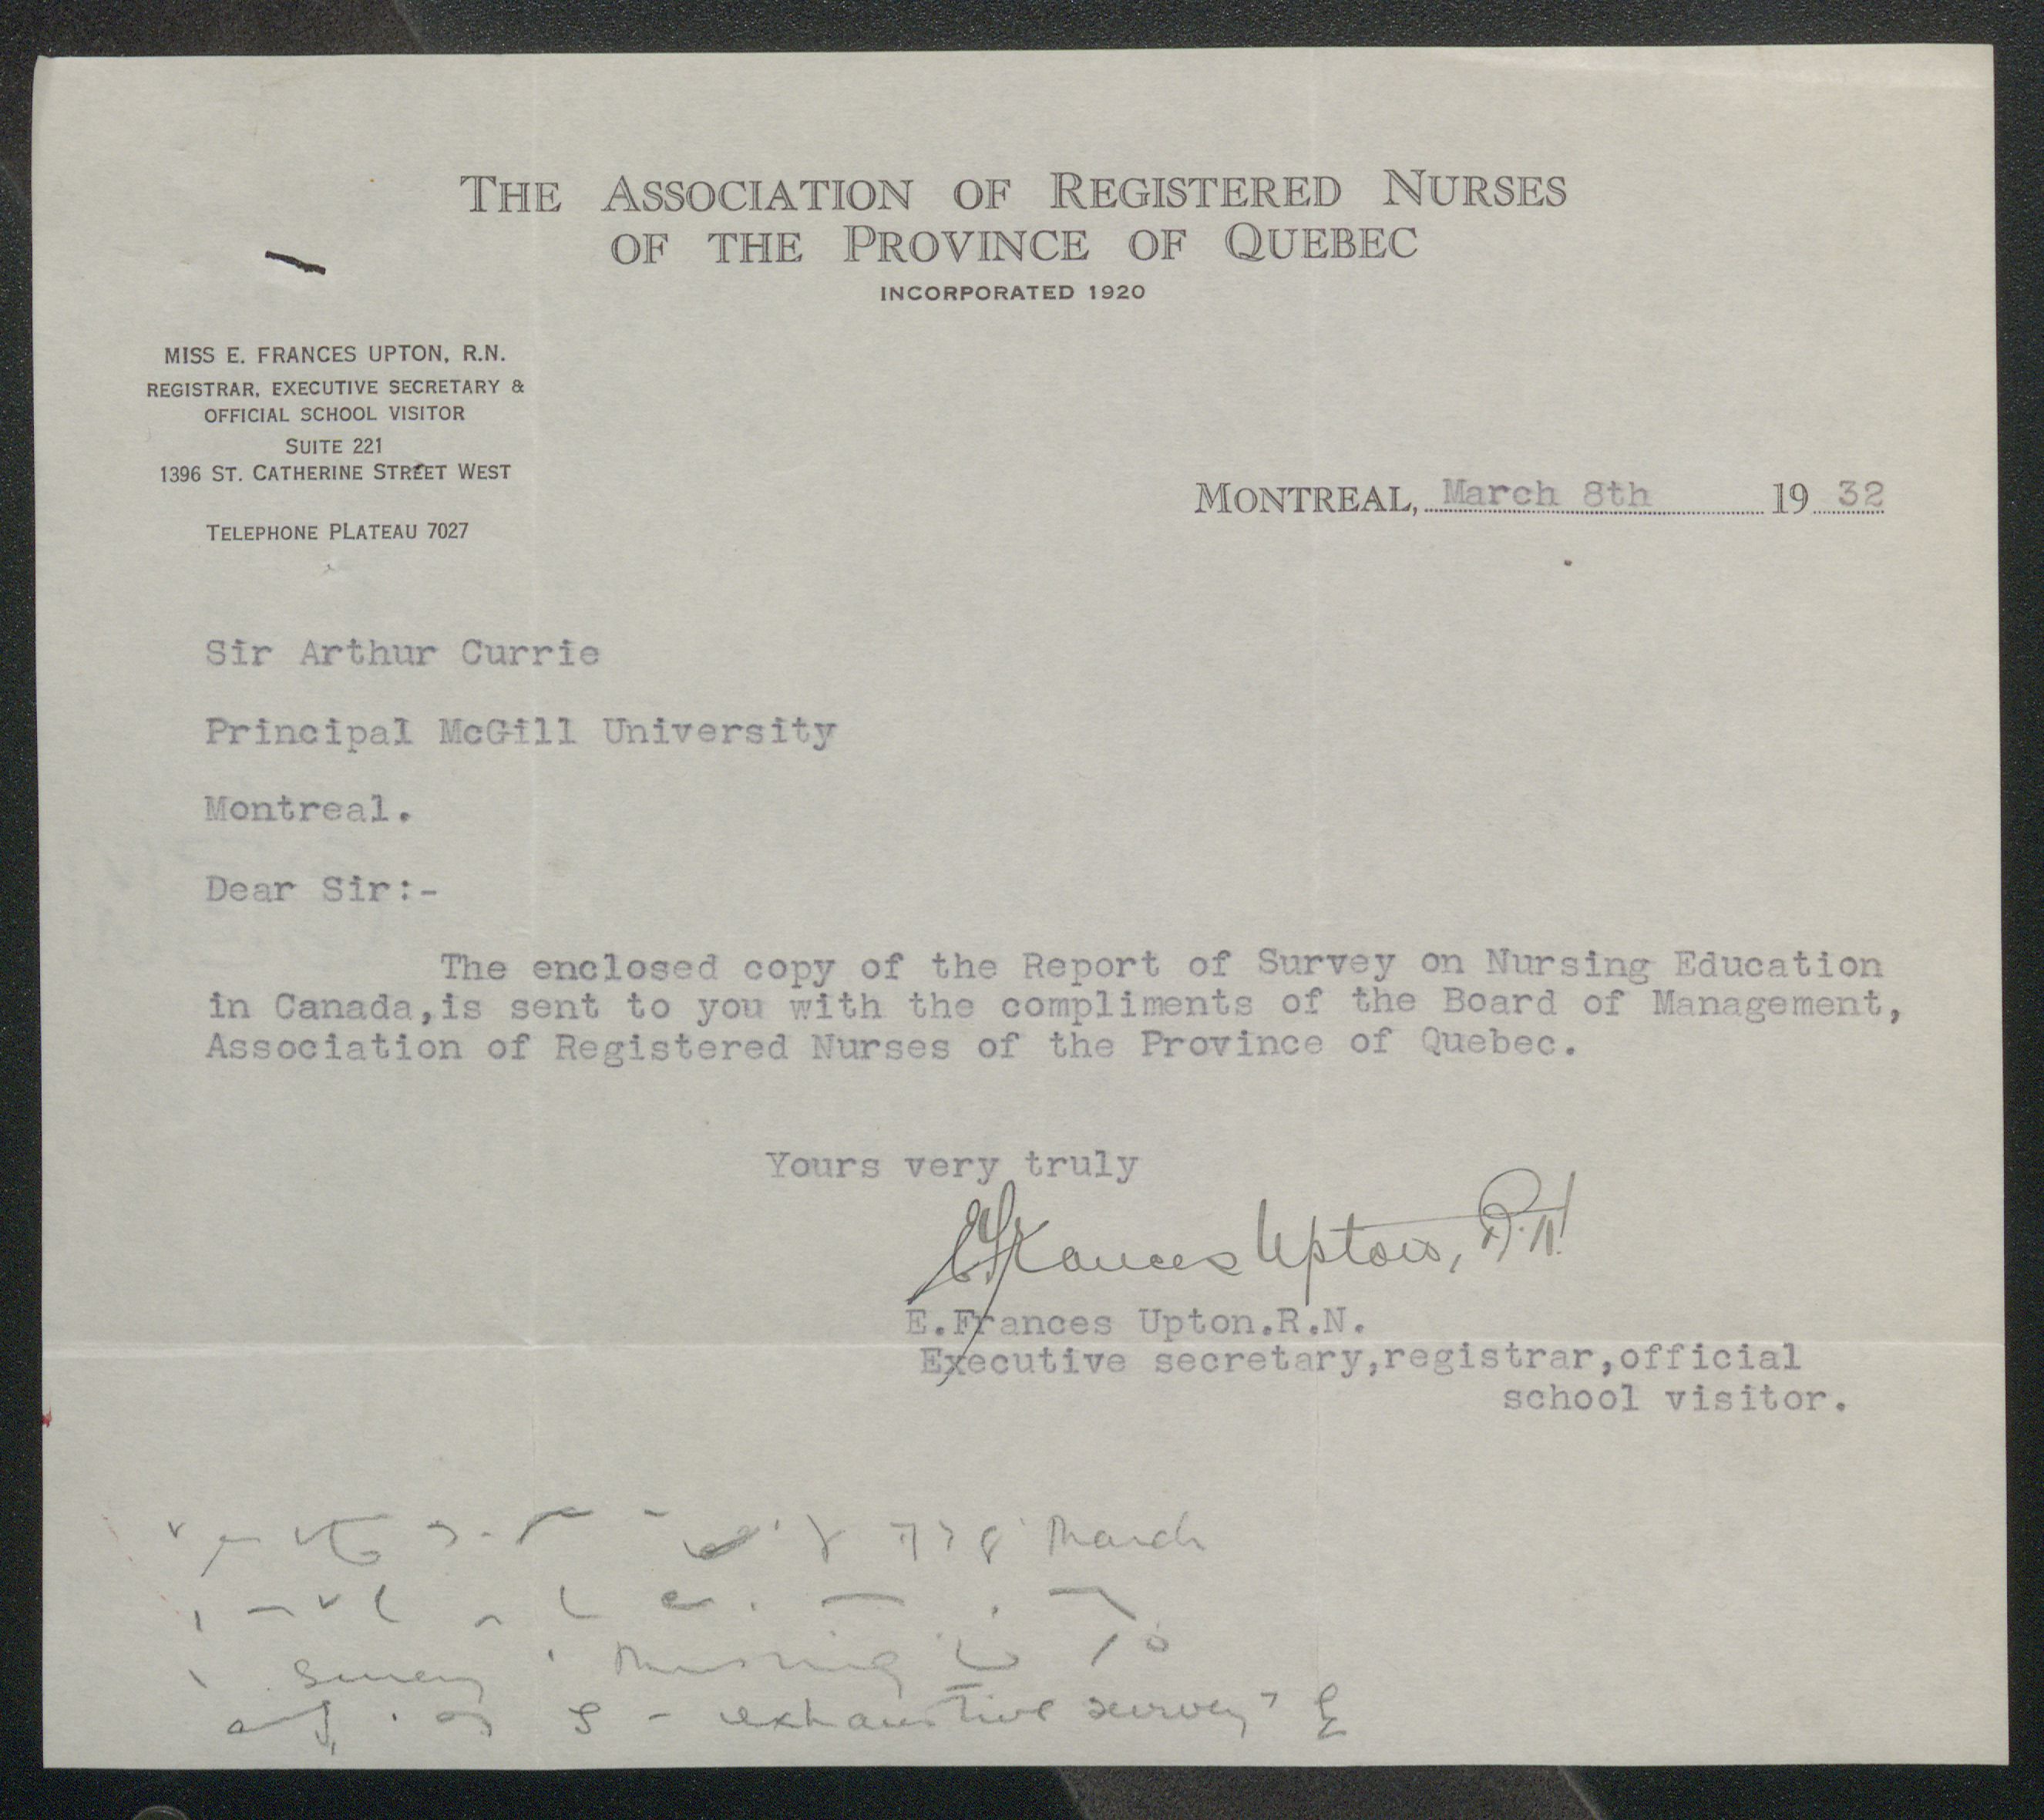 THE ASSOCIATION OF REGISTERED NURSES
OF THE PROVINCE OF QUEBEC
INCORPORATED 1920
MISS E. FRANCES UPTON, R.N.
REGISTRAR, EXECUTIVE SECRETARY &
OFFICIAL SCHOOL VISITOR
SUITE 221
1396 ST. CATHERINE STREET WEST
TELEPHONE PLATEAU 7027
MONTREAL, March 8th 19 32
Sir Arthur Currie
Principal McGill University
Montreal.
Dear Sir:-
The enclosed copy of the Report of Survey on Nursing Education
in Canada,is sent to you with the compliments of the Board of Management,
Association of Registered Nurses of the Province of Quebec.
Yours very truly
E Frances Upton, R.N.
E.Frances Upton.R.N.
Executive secretary,registrar,official
school visitor.
March
Survey Nursing
exhaustive survey